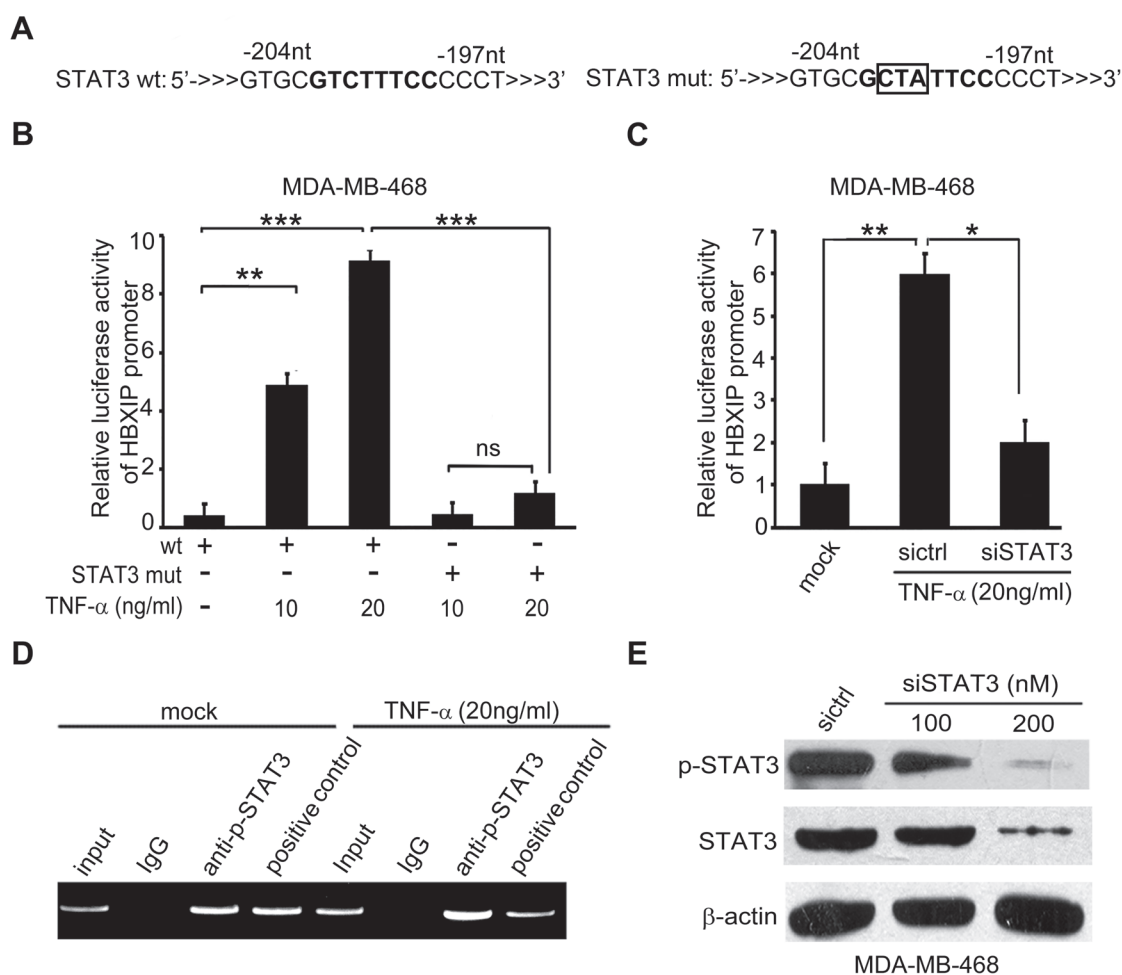 A
-204nt -197nt
STAT3 wt: 5'->>>GTGCGTCTTTCCCCCT>>>3'
-204nt -197nt
STAT3 mut: 5'->>>GTGCGCTATTCCCCCT>>>3'
B
MDA-MB-468
Relative luciferase activity
of HBXIP promoter
10
8
6
4
2
0
*** ***
**
ns
wt + + + - -
STAT3 mut - - - + +
TNF-α (ng/ml) - 10 20 10 20
C
MDA-MB-468
Relative luciferase activity
of HBXIP promoter
7
6
5
4
3
2
1
0
** *
mock sictrl siSTAT3
TNF-α (20ng/ml)
D
mock TNF-α (20ng/ml)
input IgG anti-p-STAT3 positive control Input IgG anti-p-STAT3 positive control
E
sictrl siSTAT3 (nM)
100 200
p-STAT3
STAT3
β-actin
MDA-MB-468